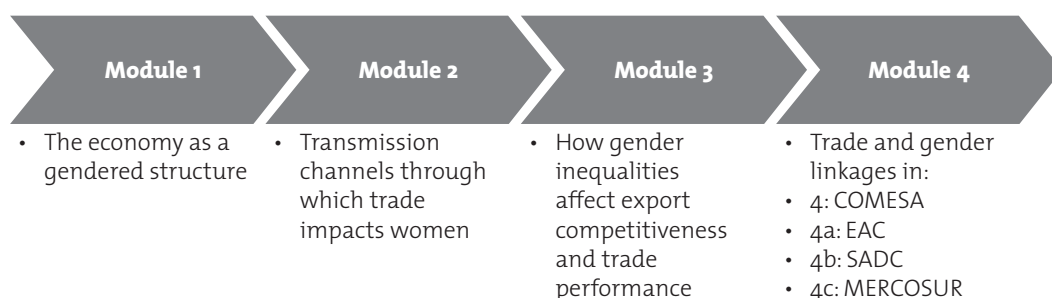 Module 1
Module 2
Module 3
Module 4
• The economy as a
gendered structure
• Transmission
channels through
which trade
impacts women
• How gender
inequalities
affect export
competitiveness
and trade
performance
• Trade and gender
linkages in:
• 4: COMESA
• 4a: EAC
• 4b: SADC
• 4c: MERCOSUR